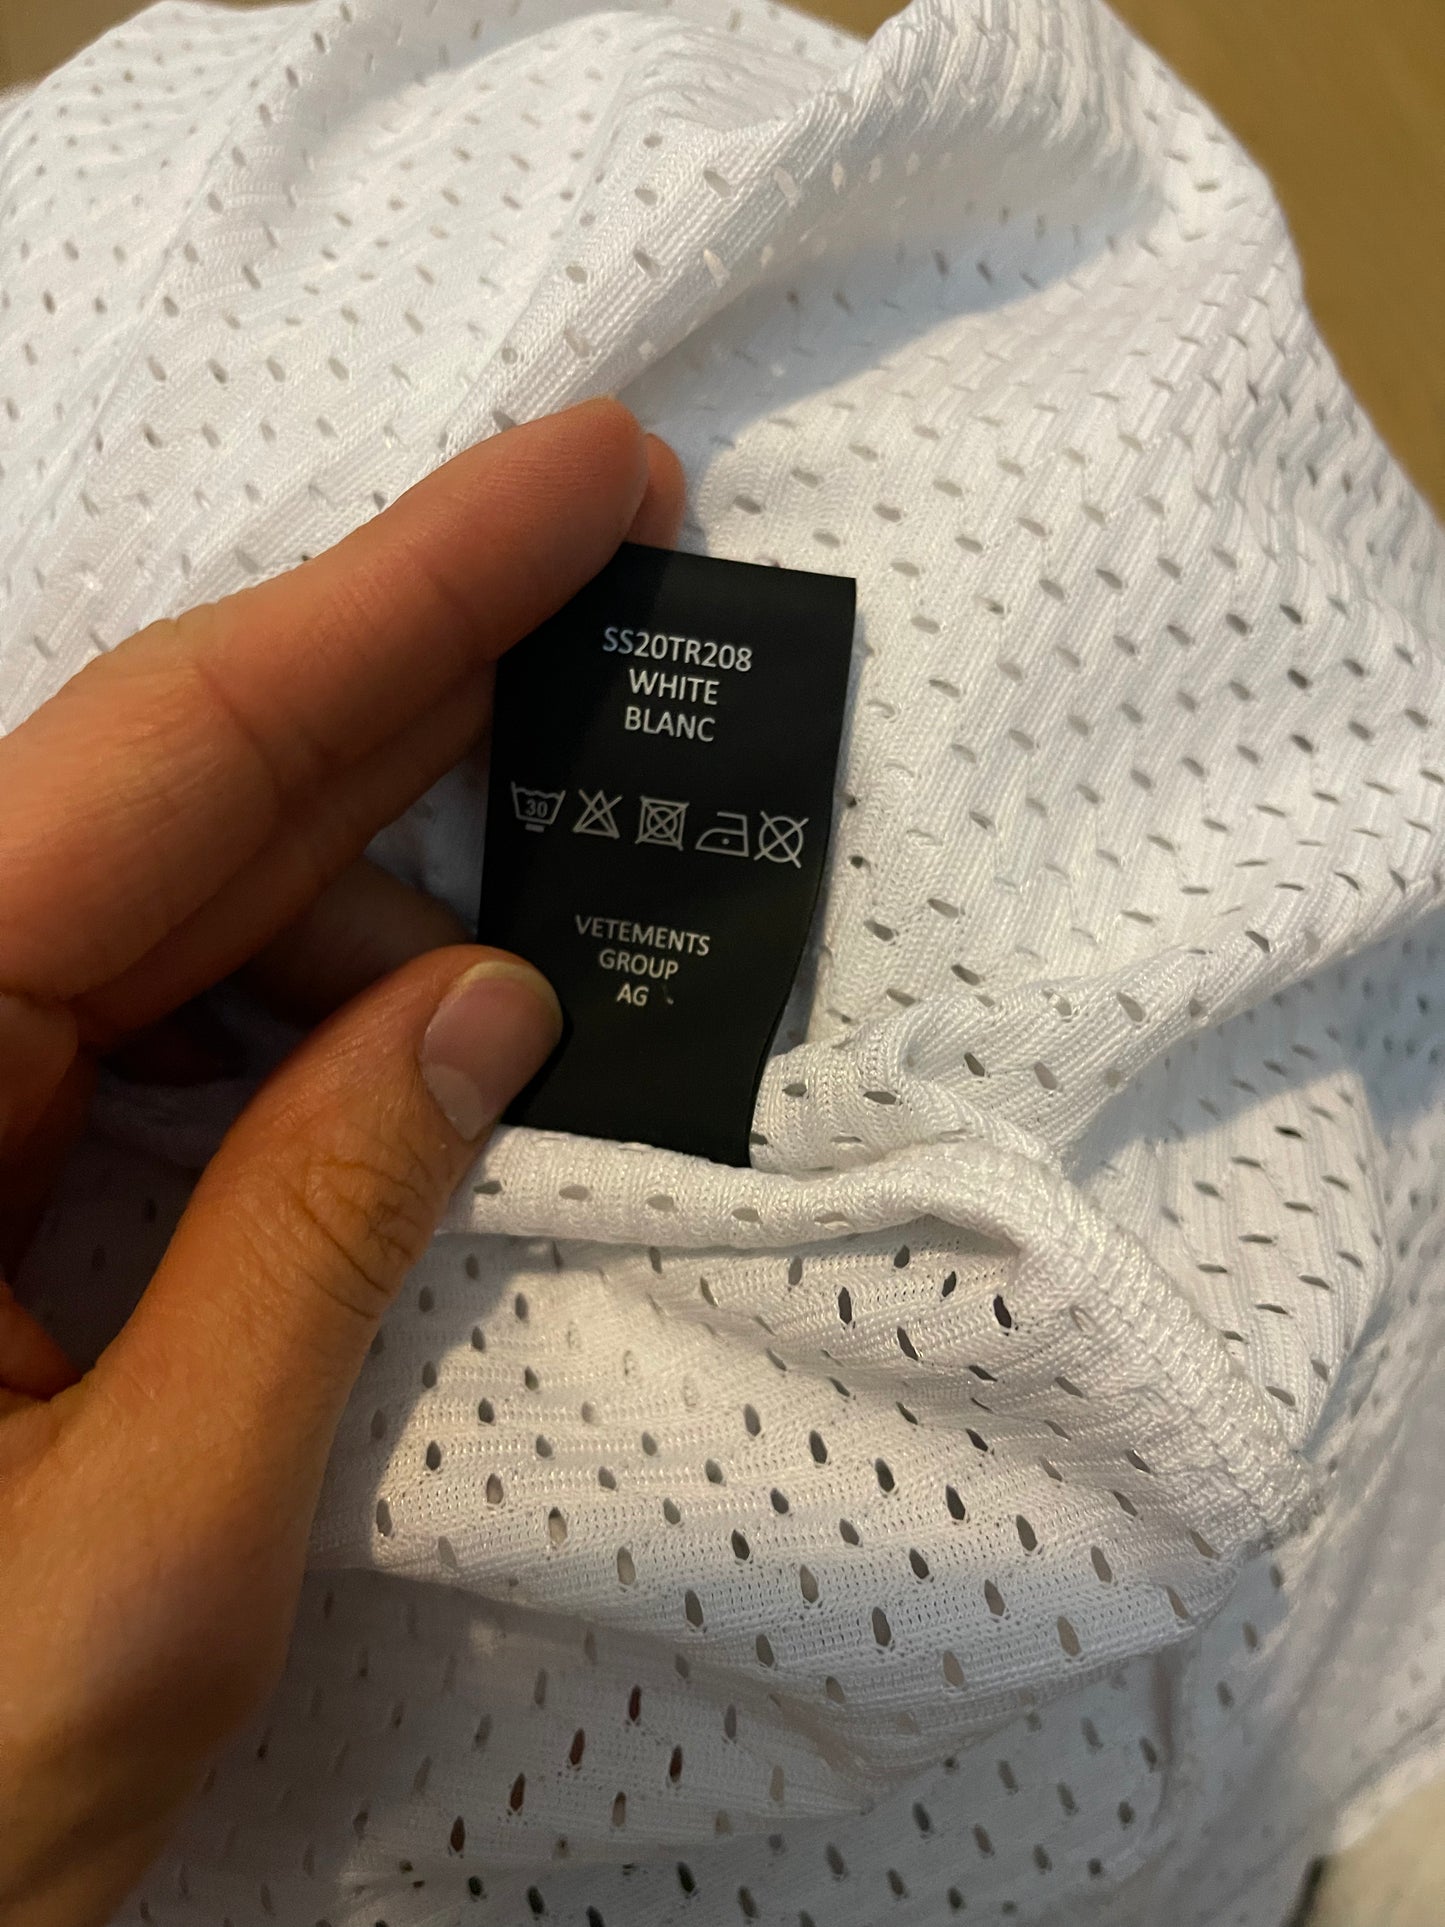 SS20TR208
WHITE
BLANC
30
VETEMENTS
GROUP
AG